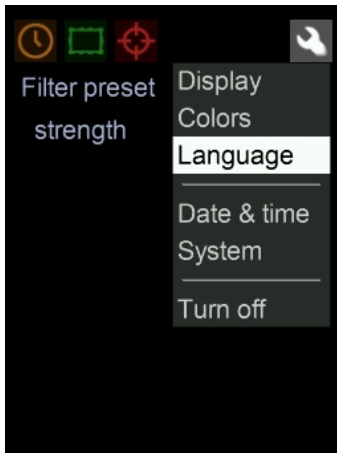 Filter preset
strength
Display
Colors
Language
Date & time
System
Turn off